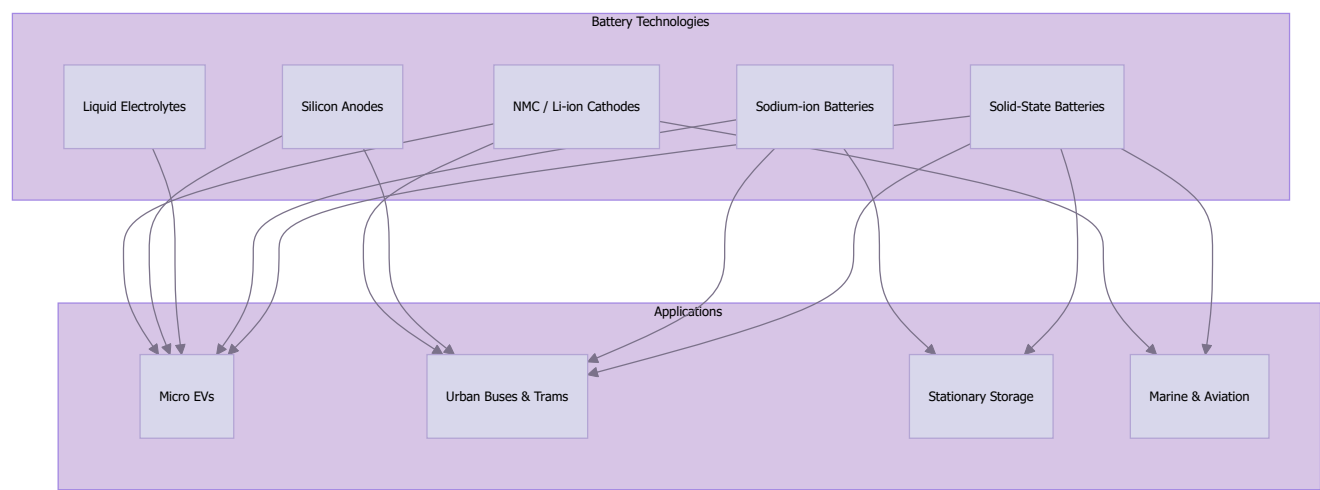 Battery Technologies
Liquid Electrolytes
Silicon Anodes
NMC / Li-ion Cathodes
Sodium-ion Batteries
Solid-State Batteries
Applications
Micro EVs
Urban Buses & Trams
Stationary Storage
Marine & Aviation